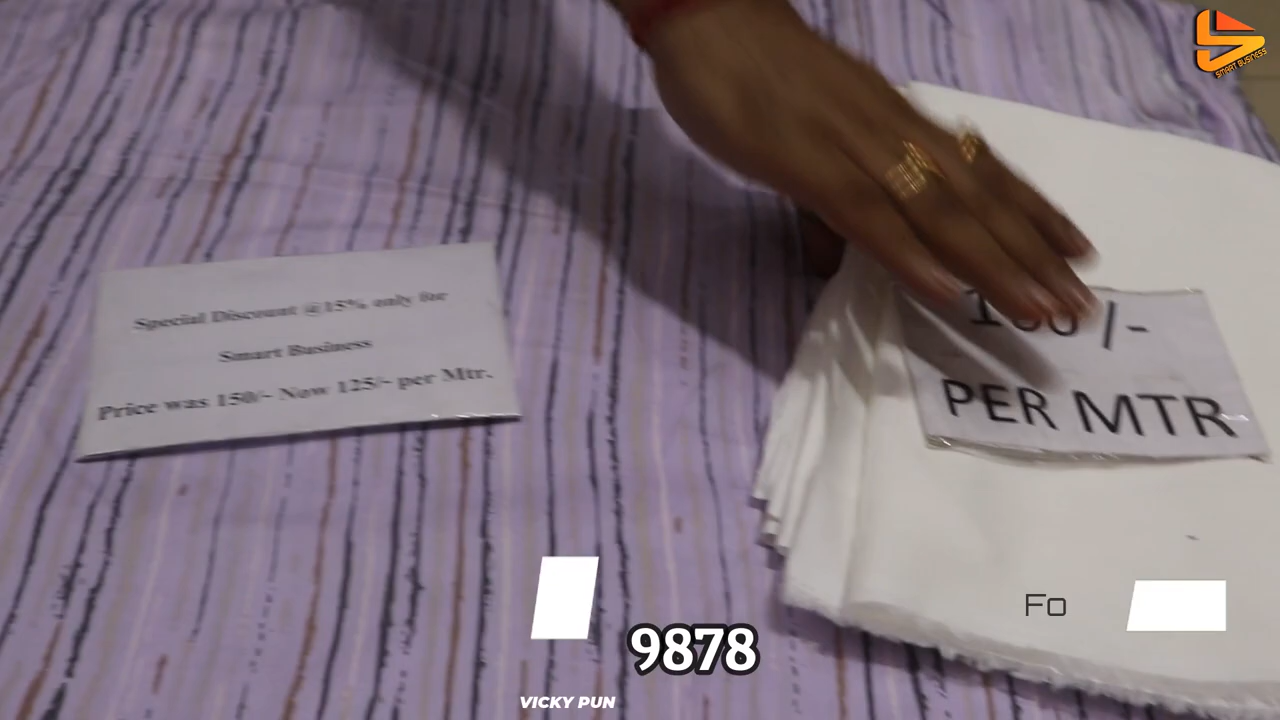 SMART BUSINESS
Special Discount @15% only for
Smart Business
Price was 150/- Now 125/- per Mtr.
/-
PER MTR
Fo
9878
VICKY PUN